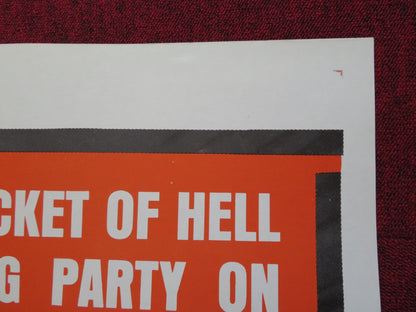 CKET OF HELL
G PARTY ON